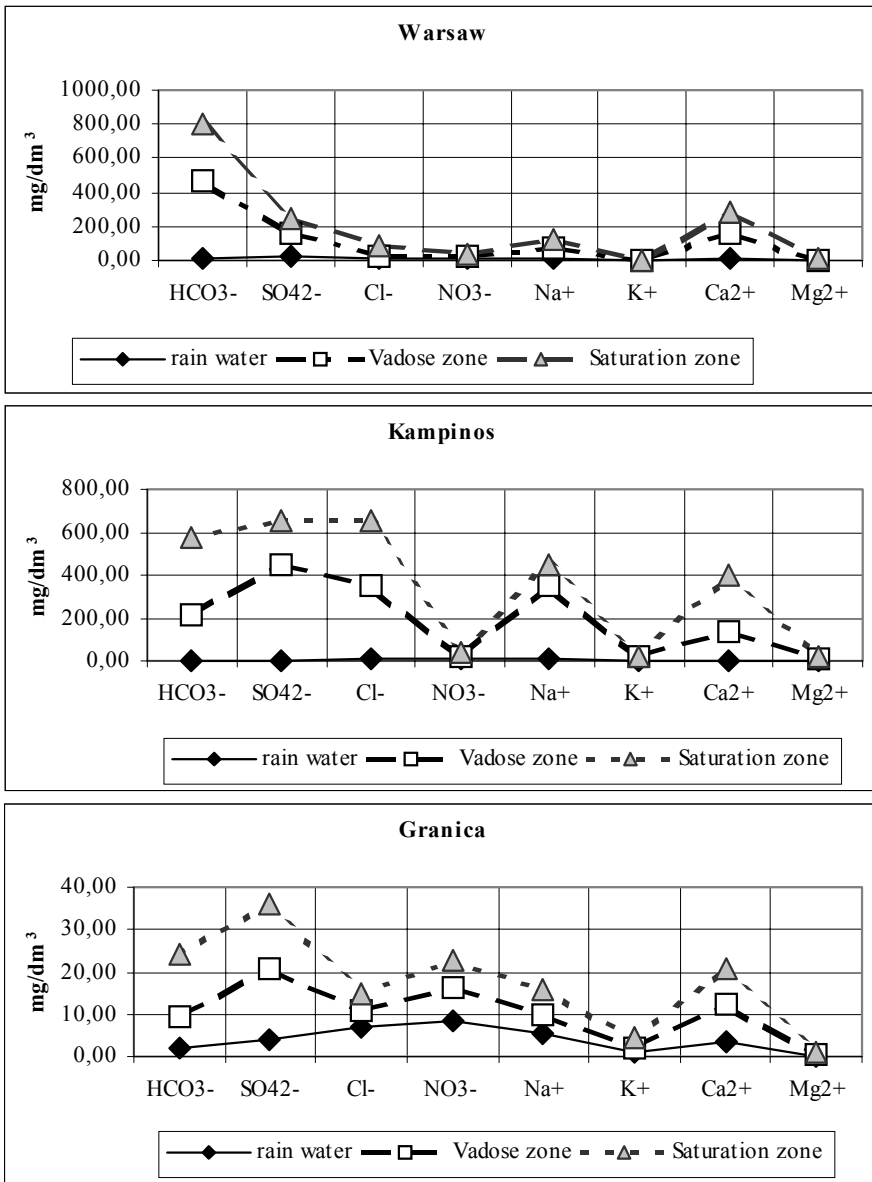 Warsaw
1000,00
800,00
600,00
400,00
200,00
0,00
mg/dm³
HCO3- SO42- Cl- NO3- Na+ K+ Ca2+ Mg2+
rain water Vadose zone Saturation zone
Kampinos
800,00
600,00
400,00
200,00
0,00
mg/dm³
HCO3- SO42- Cl- NO3- Na+ K+ Ca2+ Mg2+
rain water Vadose zone Saturation zone
Granica
40,00
30,00
20,00
10,00
0,00
mg/dm³
HCO3- SO42- Cl- NO3- Na+ K+ Ca2+ Mg2+
rain water Vadose zone Saturation zone